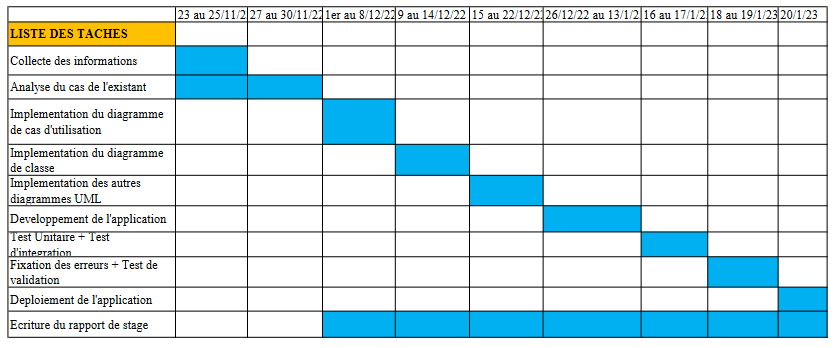 23 au 25/11/2 27 au 30/11/22 1er au 8/12/22 9 au 14/12/22 15 au 22/12/2 26/12/22 au 13/1/2 16 au 17/1/2 18 au 19/1/23 20/1/23
LISTE DES TACHES
Collecte des informations
Analyse du cas de l'existant
Implementation du diagramme
de cas d'utilisation
Implementation du diagramme
de classe
Implementation des autres
diagrammes UML
Developpement de l'application
Test Unitaire + Test
d'integration
Fixation des erreurs + Test de
validation
Deploiement de l'application
Ecriture du rapport de stage